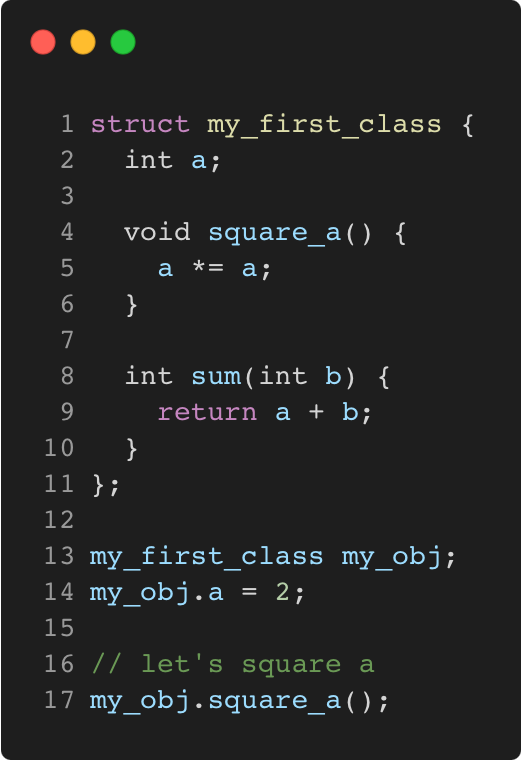 1 struct my_first_class {
2   int a;
3
4   void square_a() {
5     a *= a;
6   }
7
8   int sum(int b) {
9     return a + b;
10   }
11 };
12
13 my_first_class my_obj;
14 my_obj.a = 2;
15
16 // let's square a
17 my_obj.square_a();